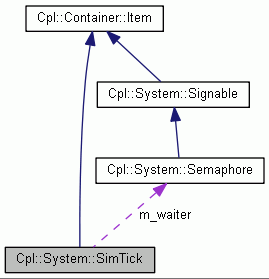 Cpl::Container::Item
Cpl::System::Signable
Cpl::System::Semaphore
m_waiter
Cpl::System::SimTick